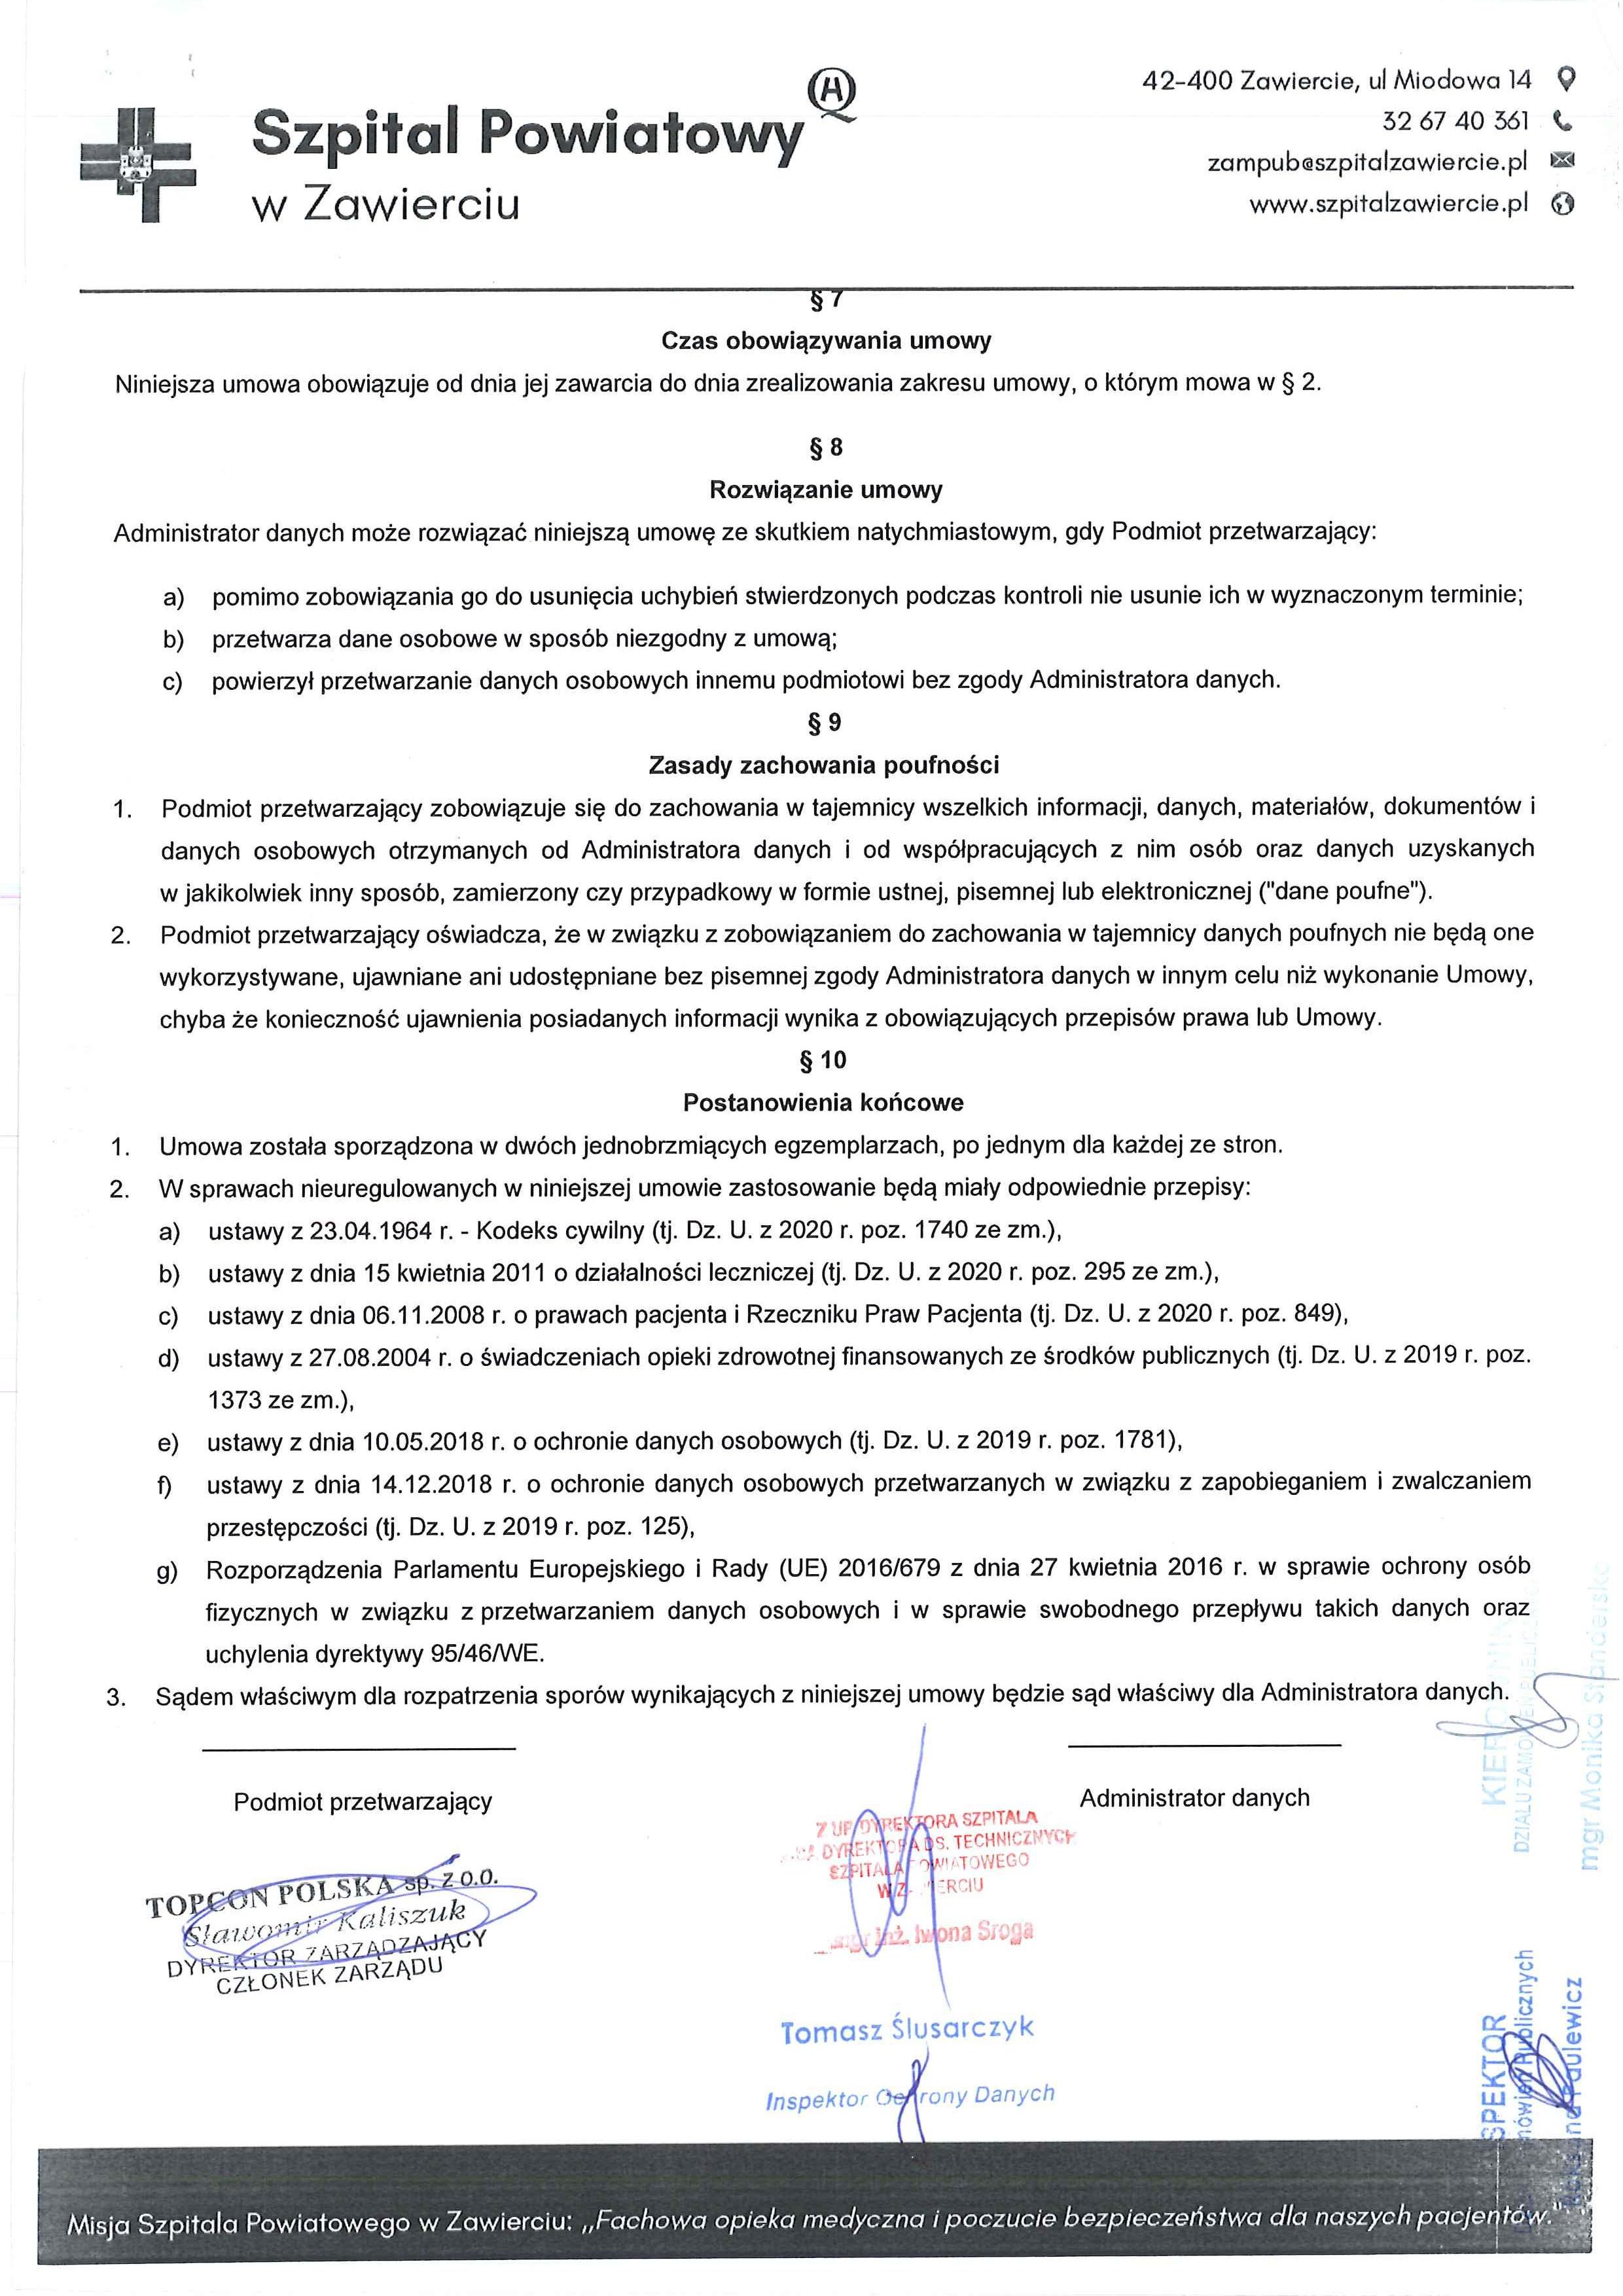 Szpital Powiatowy
w Zawierciu
42-400 Zawiercie, ul Miodowa 14
32 67 40 361
zampub@szpitalzawiercie.pl
www.szpitalzawiercie.pl
§ 7
Czas obowiązywania umowy
Niniejsza umowa obowiązuje od dnia jej zawarcia do dnia zrealizowania zakresu umowy, o którym mowa w § 2.
§ 8
Rozwiązanie umowy
Administrator danych może rozwiązać niniejszą umowę ze skutkiem natychmiastowym, gdy Podmiot przetwarzający:
a) pomimo zobowiązania go do usunięcia uchybień stwierdzonych podczas kontroli nie usunie ich w wyznaczonym terminie;
b) przetwarza dane osobowe w sposób niezgodny z umową;
c) powierzył przetwarzanie danych osobowych innemu podmiotowi bez zgody Administratora danych.
§ 9
Zasady zachowania poufności
1. Podmiot przetwarzający zobowiązuje się do zachowania w tajemnicy wszelkich informacji, danych, materiałów, dokumentów i
danych osobowych otrzymanych od Administratora danych i od współpracujących z nim osób oraz danych uzyskanych
w jakikolwiek inny sposób, zamierzony czy przypadkowy w formie ustnej, pisemnej lub elektronicznej ("dane poufne").
2. Podmiot przetwarzający oświadcza, że w związku z zobowiązaniem do zachowania w tajemnicy danych poufnych nie będą one
wykorzystywane, ujawniane ani udostępniane bez pisemnej zgody Administratora danych w innym celu niż wykonanie Umowy,
chyba że konieczność ujawnienia posiadanych informacji wynika z obowiązujących przepisów prawa lub Umowy.
§ 10
Postanowienia końcowe
1. Umowa została sporządzona w dwóch jednobrzmiących egzemplarzach, po jednym dla każdej ze stron.
2. W sprawach nieuregulowanych w niniejszej umowie zastosowanie będą miały odpowiednie przepisy:
a) ustawy z 23.04.1964 r. - Kodeks cywilny (tj. Dz. U. z 2020 r. poz. 1740 ze zm.),
b) ustawy z dnia 15 kwietnia 2011 o działalności leczniczej (tj. Dz. U. z 2020 r. poz. 295 ze zm.),
c) ustawy z dnia 06.11.2008 r. o prawach pacjenta i Rzeczniku Praw Pacjenta (tj. Dz. U. z 2020 r. poz. 849),
d) ustawy z 27.08.2004 r. o świadczeniach opieki zdrowotnej finansowanych ze środków publicznych (tj. Dz. U. z 2019 r. poz.
1373 ze zm.),
e) ustawy z dnia 10.05.2018 r. o ochronie danych osobowych (tj. Dz. U. z 2019 r. poz. 1781),
f) ustawy z dnia 14.12.2018 r. o ochronie danych osobowych przetwarzanych w związku z zapobieganiem i zwalczaniem
przestępczości (tj. Dz. U. z 2019 r. poz. 125),
g) Rozporządzenia Parlamentu Europejskiego i Rady (UE) 2016/679 z dnia 27 kwietnia 2016 r. w sprawie ochrony osób
fizycznych w związku z przetwarzaniem danych osobowych i w sprawie swobodnego przepływu takich danych oraz
uchylenia dyrektywy 95/46/WE.
3. Sądem właściwym dla rozpatrzenia sporów wynikających z niniejszej umowy będzie sąd właściwy dla Administratora danych.
Podmiot przetwarzający
Administrator danych
TOPCON POLSKA sp. z o.o.
Sławomir Kaliszuk
DYREKTOR ZARZĄDZAJĄCY
CZŁONEK ZARZĄDU
DYREKTORA SZPITALA
DYREKTORA DS. TECHNICZNYCH
SZPITALA POWIATOWEGO
mgr inż. Iwona Sroga
Tomasz Ślusarczyk
Inspektor Ochrony Danych
mgr Monika
Misja Szpitala Powiatowego w Zawierciu: „Fachowa opieka medyczna i poczucie bezpieczeństwa dla naszych pacjentów."